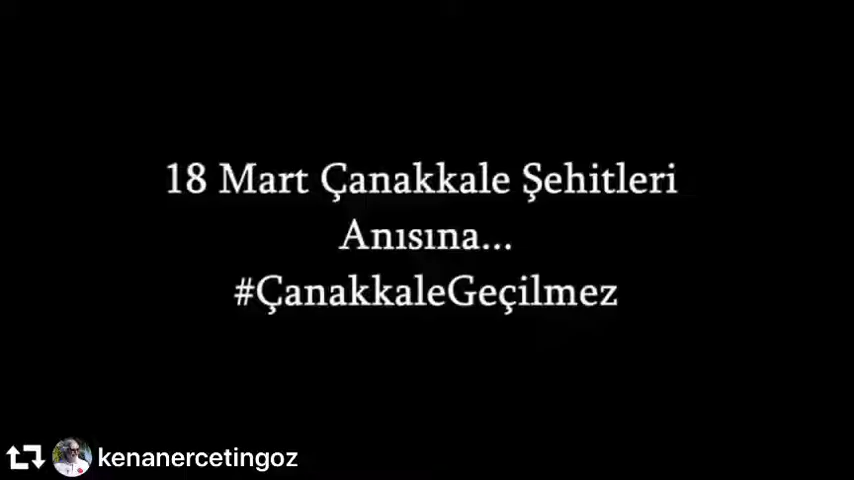 18 Mart Çanakkale Şehitleri
Anısına...
#ÇanakkaleGeçilmez
kenanercetingoz